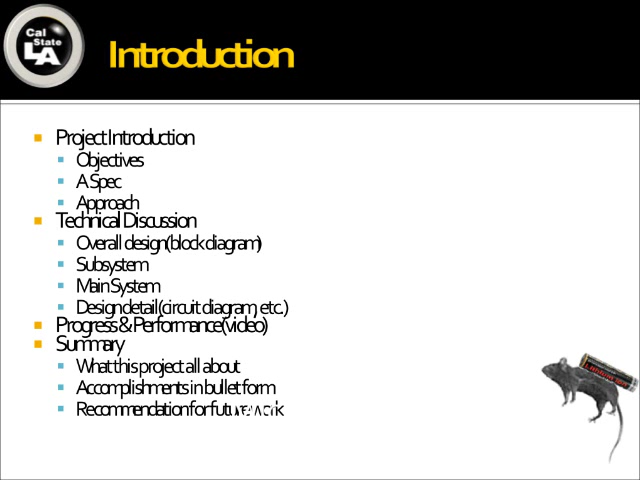 Cal
State
LA
Introduction
Project Introduction
Objectives
A Spec
Approach
Technical Discussion
Overall design(block diagram)
Subsystem
Main System
Design detail(circuit diagram, etc.)
Progress & Performance(video)
Summary
What this project all about
Accomplishments in bullet form
Recommendation for future work